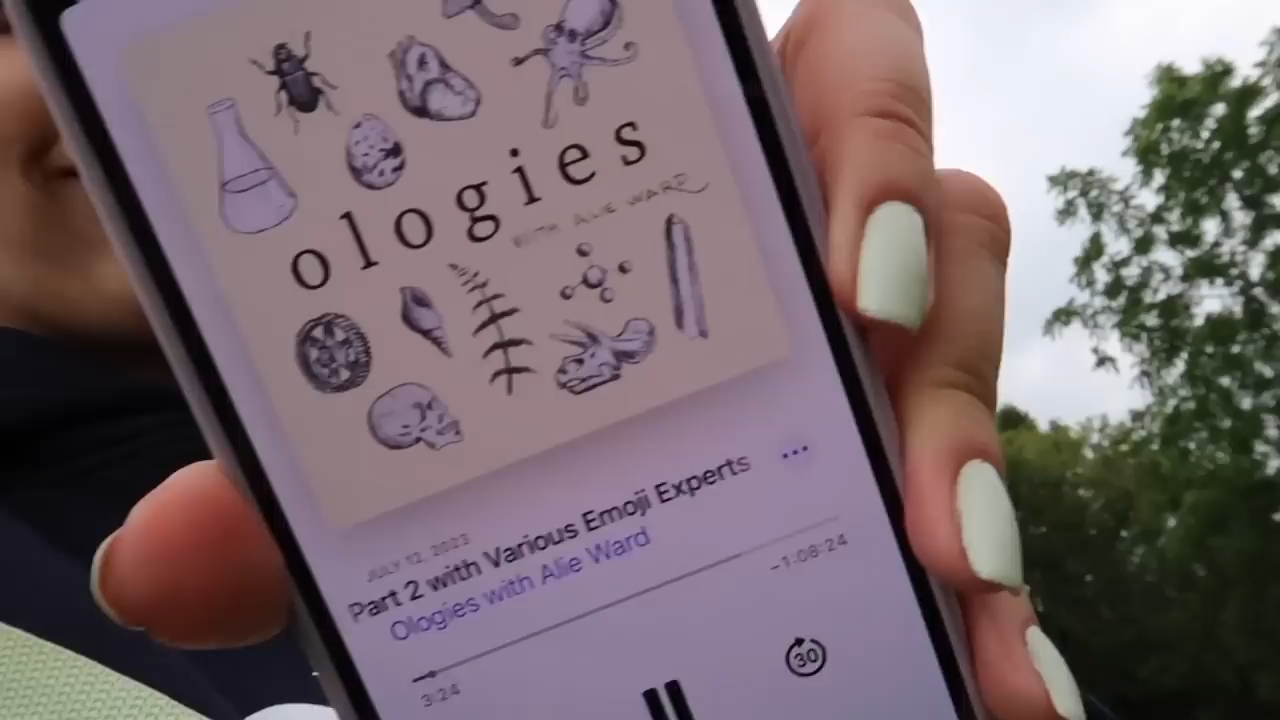 ologies
WITH ALIE WARD
JULY 12, 2023
Part 2 with Various Emoji Experts
Ologies with Alie Ward
3:24
-1:08:24
30